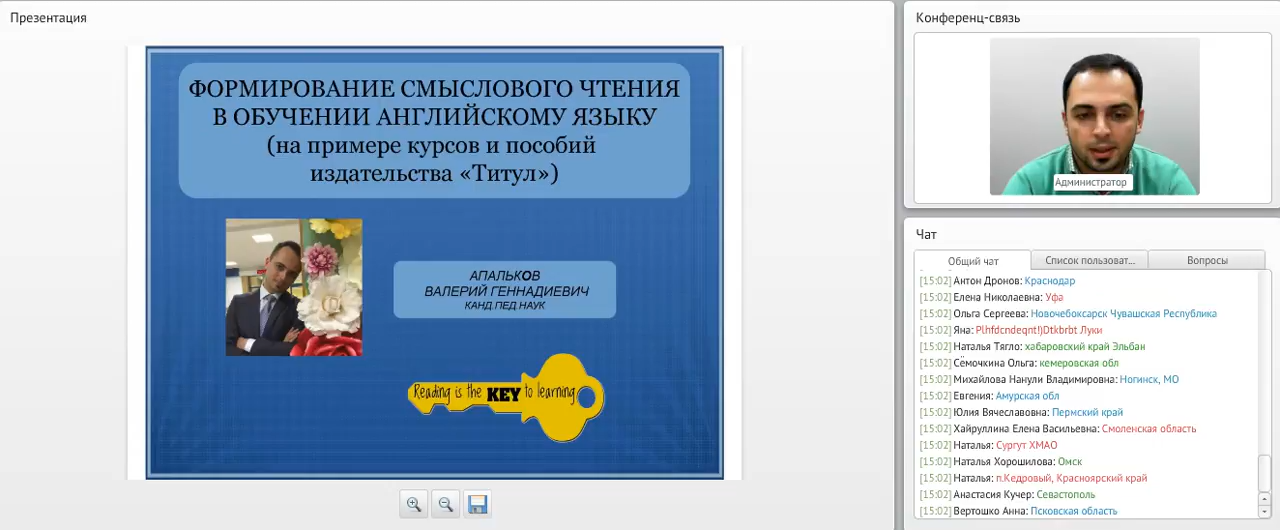 Презентация
ФОРМИРОВАНИЕ СМЫСЛОВОГО ЧТЕНИЯ
В ОБУЧЕНИИ АНГЛИЙСКОМУ ЯЗЫКУ
(на примере курсов и пособий
издательства «Титул»)
АПАЛЬКОВ
ВАЛЕРИЙ ГЕННАДИЕВИЧ
КАНД.ПЕД.НАУК
Reading is the KEY to learning
Конференц-связь
Администратор
Чат
Общий чат
Список пользоват...
Вопросы
[15:02] Антон Дронов: Краснодар
[15:02] Елена Николаевна: Уфа
[15:02] Ольга Сергеева: Новочебоксарск Чувашская Республика
[15:02] Яна: Plhfdcndeqnt!)Dtkbrbt Луки
[15:02] Наталья Тягло: хабаровский край Эльбан
[15:02] Сёмочкина Ольга: кемеровская обл
[15:02] Михайлова Нанули Владимировна: Ногинск, МО
[15:02] Евгения: Амурская обл
[15:02] Юлия Вячеславовна: Пермский край
[15:02] Хайруллина Елена Васильевна: Смоленская область
[15:02] Наталья: Сургут ХМАО
[15:02] Наталья Хорошилова: Омск
[15:02] Наталья: п.Кедровый, Красноярский край
[15:02] Анастасия Кучер: Севастополь
[15:02] Вертошко Анна: Псковская область